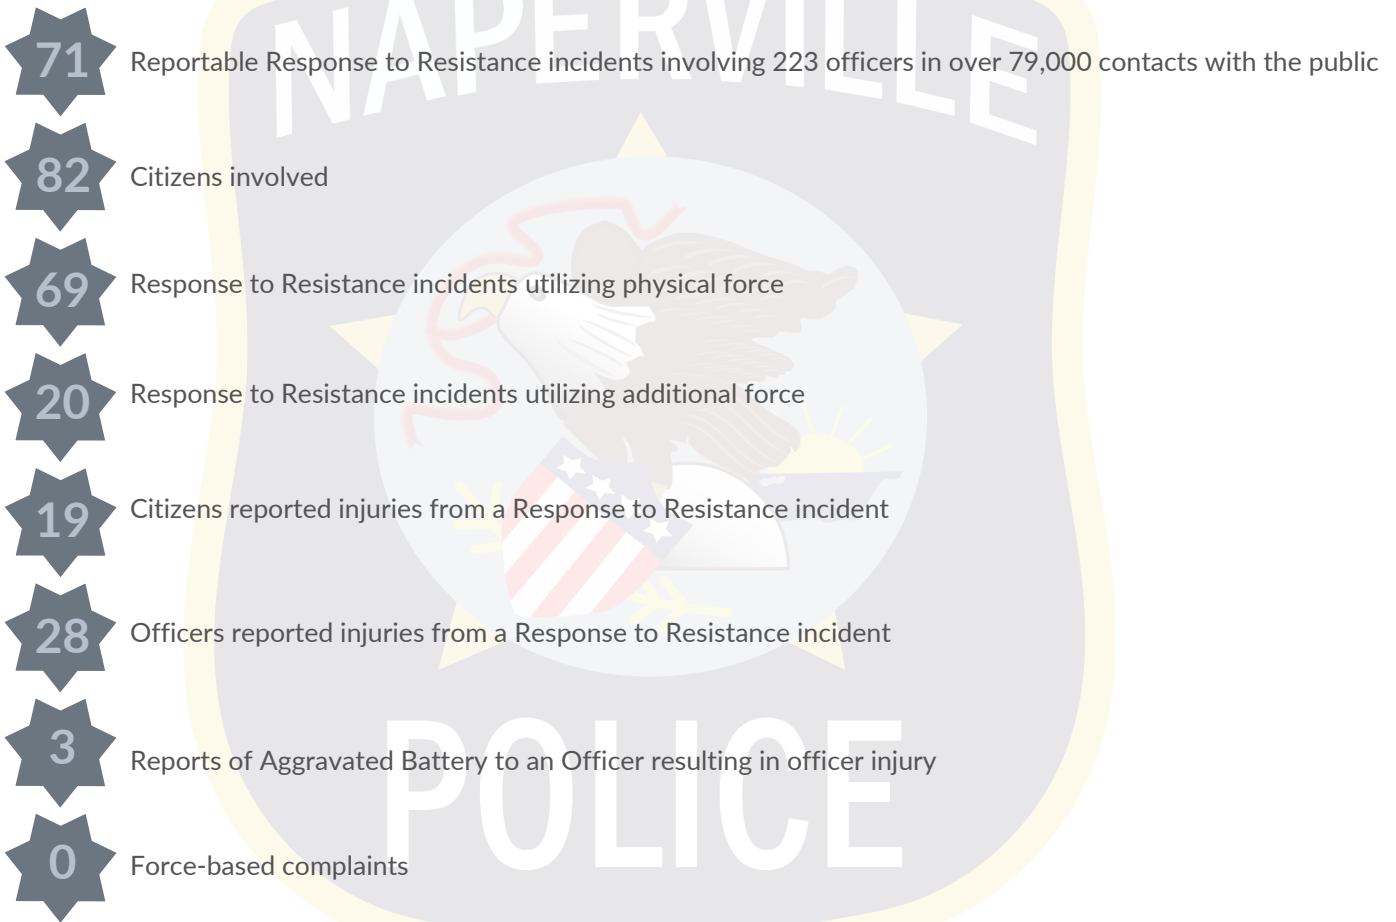 NAPERVILLE
71 Reportable Response to Resistance incidents involving 223 officers in over 79,000 contacts with the public
82 Citizens involved
69 Response to Resistance incidents utilizing physical force
20 Response to Resistance incidents utilizing additional force
19 Citizens reported injuries from a Response to Resistance incident
28 Officers reported injuries from a Response to Resistance incident
3 Reports of Aggravated Battery to an Officer resulting in officer injury
POLICE
0 Force-based complaints